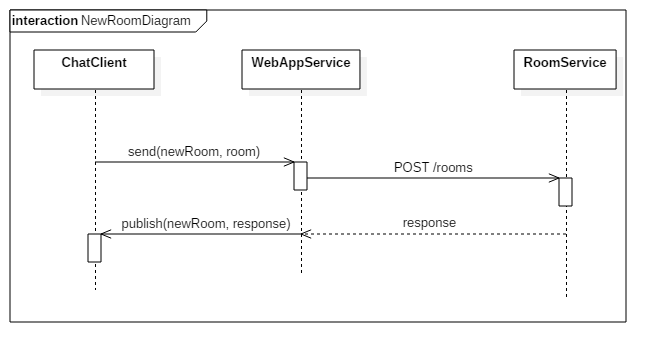 interaction NewRoomDiagram
ChatClient
WebAppService
RoomService
send(newRoom, room)
POST /rooms
publish(newRoom, response)
response